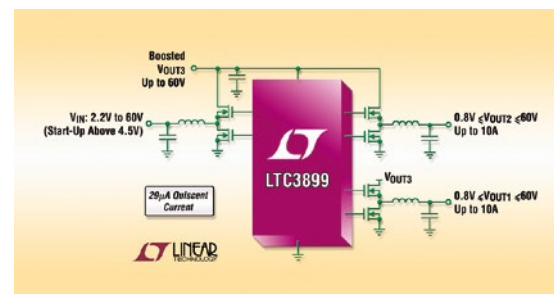 Boosted
VOUT3
Up to 60V
VIN: 2.2V to 60V
(Start-Up Above 4.5V)
0.8V ≤VOUT2 ≤60V
Up to 10A
LTC3899
VOUT3
29µA Quiscent
Current
0.8V ≤VOUT1 ≤60V
Up to 10A
LINEAR
TECHNOLOGY